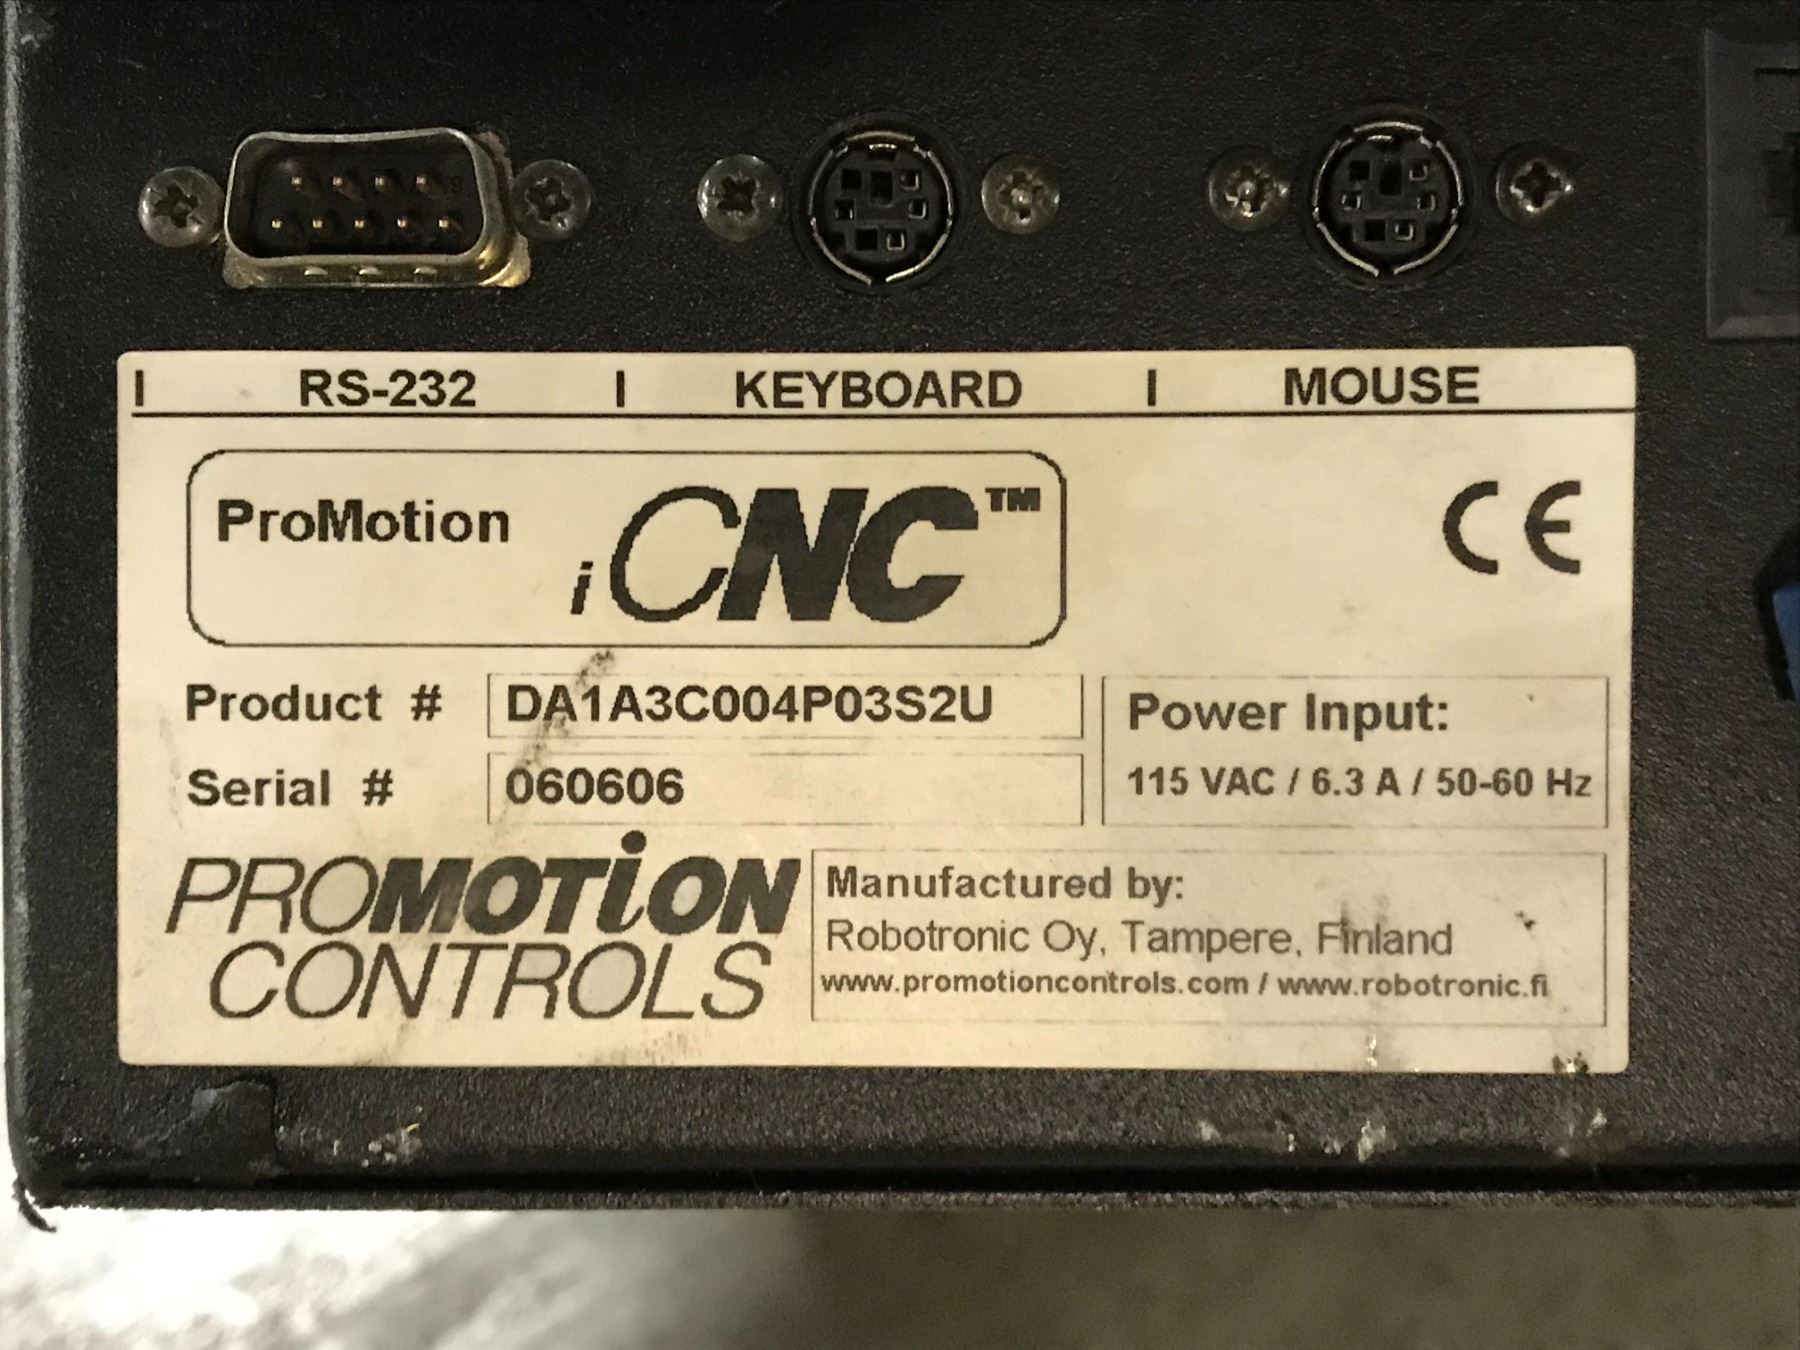 I RS-232 I KEYBOARD I MOUSE
ProMotion iCNC™
CE
Product # DA1A3C004P03S2U
Serial # 060606
Power Input:
115 VAC / 6.3 A / 50-60 Hz
PROMOTiON
CONTROLS
Manufactured by:
Robotronic Oy, Tampere, Finland
www.promotioncontrols.com / www.robotronic.fi